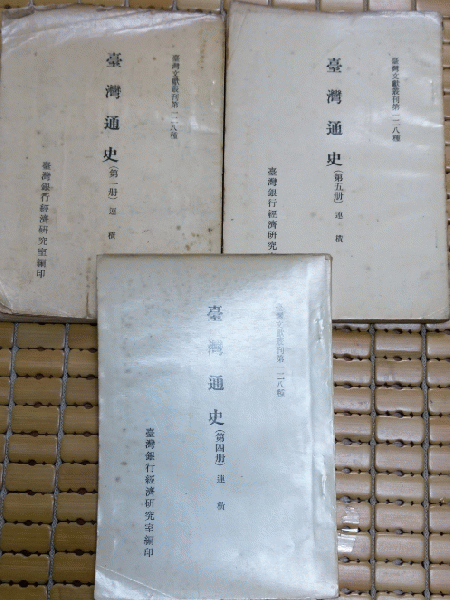 臺灣文獻叢刊第一二八種
臺灣通史(第一册)連橫
臺灣銀行經濟研究室編印
臺灣文獻叢刊第一二八種
臺灣通史(第五册)連橫
臺灣銀行經濟研究
臺灣文獻叢刊第一二八種
臺灣通史(第四册)連橫
臺灣銀行經濟研究室編印